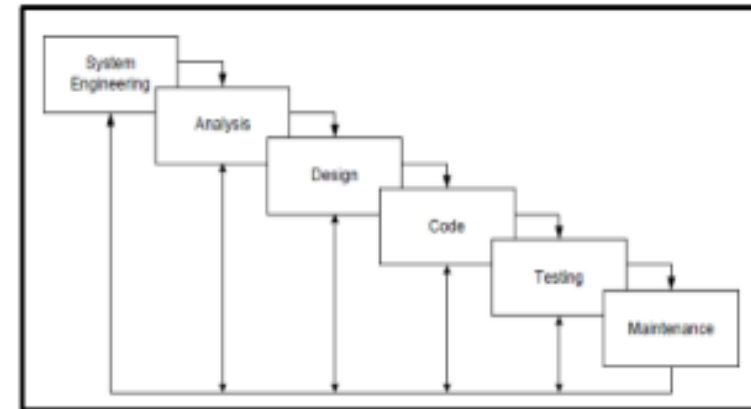 System
Engineering
Analysis
Design
Code
Testing
Maintenance